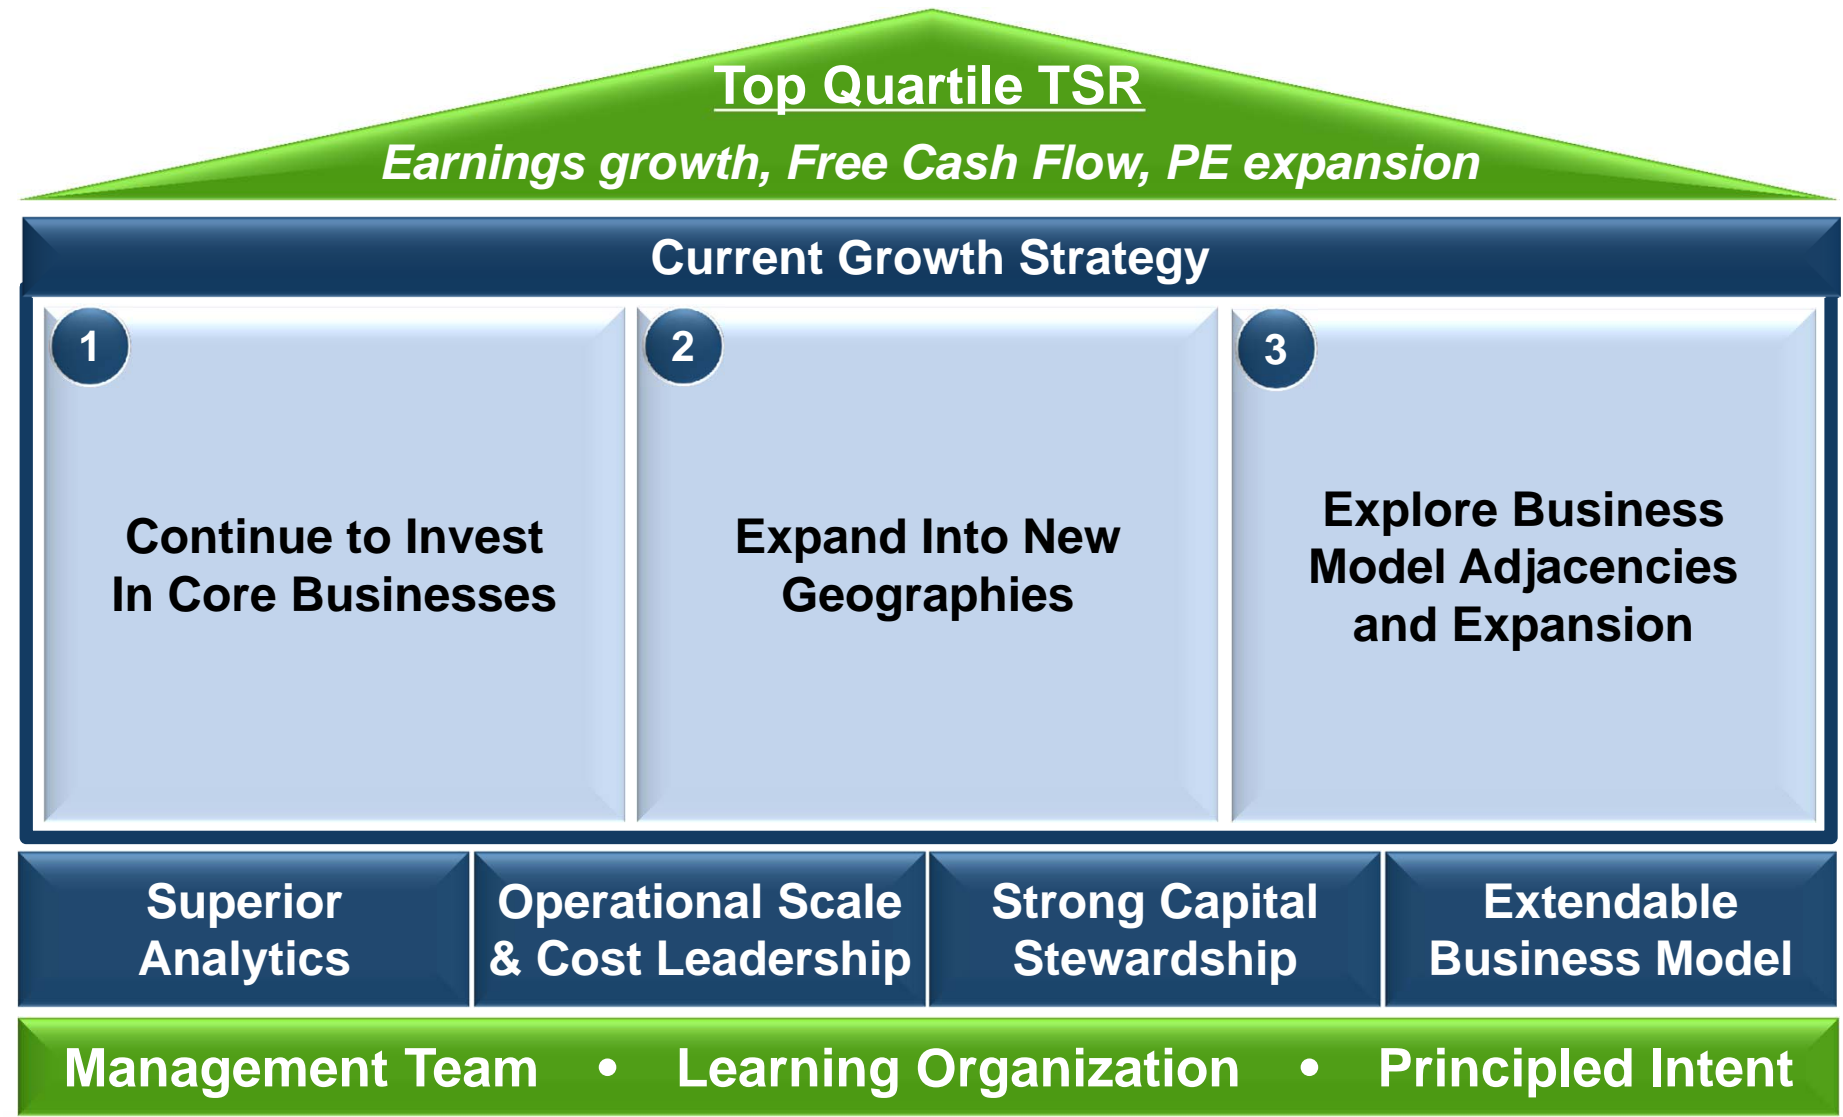 Top Quartile TSR
Earnings growth, Free Cash Flow, PE expansion
Current Growth Strategy
1
Continue to Invest
In Core Businesses
2
Expand Into New
Geographies
3
Explore Business
Model Adjacencies
and Expansion
Superior
Analytics
Operational Scale
& Cost Leadership
Strong Capital
Stewardship
Extendable
Business Model
Management Team • Learning Organization • Principled Intent